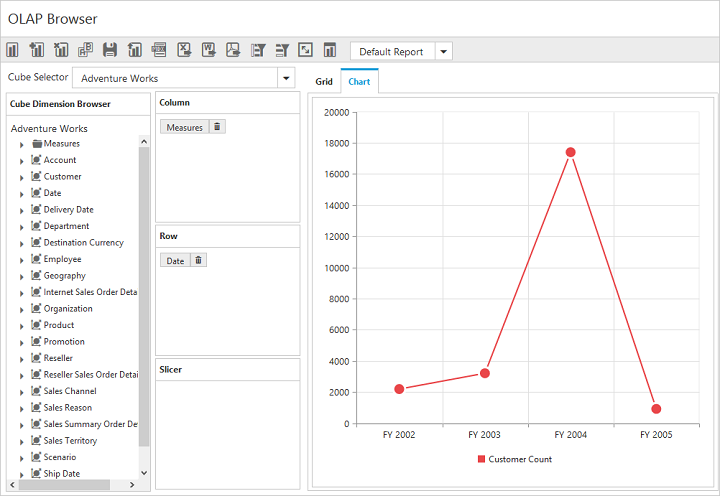 OLAP Browser
Default Report
Cube Selector
Adventure Works
Grid
Chart
Cube Dimension Browser
Adventure Works
Measures
Account
Customer
Date
Delivery Date
Department
Destination Currency
Employee
Geography
Internet Sales Order Detai
Organization
Product
Promotion
Reseller
Reseller Sales Order Detail
Sales Channel
Sales Reason
Sales Summary Order De
Sales Territory
Scenario
Ship Date
Column
Measures
Row
Date
Slicer
20000
18000
16000
14000
12000
10000
8000
6000
4000
2000
0
FY 2002
FY 2003
FY 2004
FY 2005
Customer Count